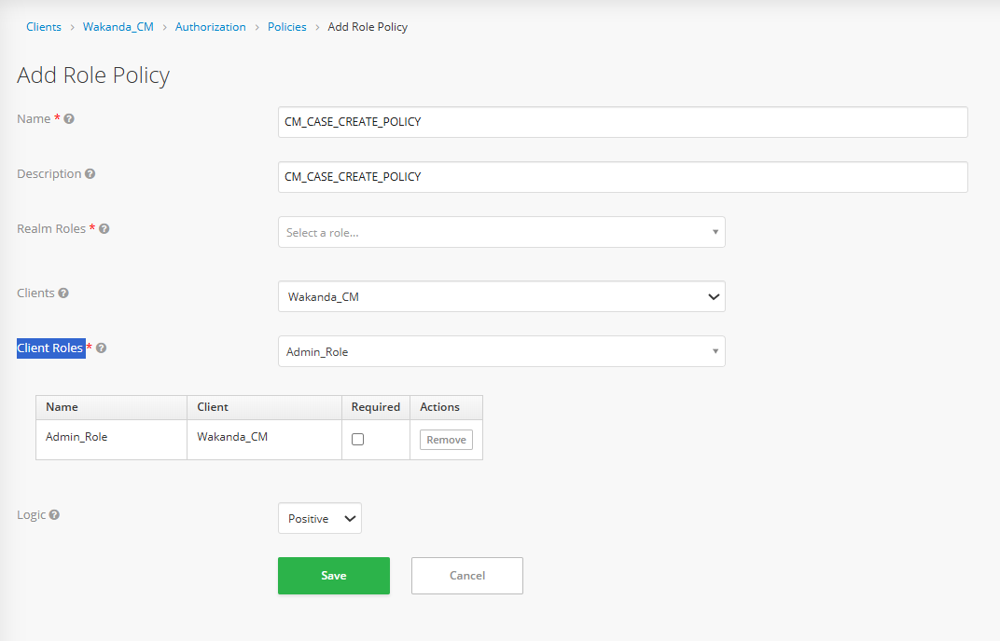 Clients › Wakanda_CM › Authorization › Policies › Add Role Policy
Add Role Policy
Name *
CM_CASE_CREATE_POLICY
Description
CM_CASE_CREATE_POLICY
Realm Roles *
Select a role...
Clients
Wakanda_CM
Client Roles *
Admin_Role
Name Client Required Actions
Admin_Role Wakanda_CM Remove
Logic
Positive
Save Cancel